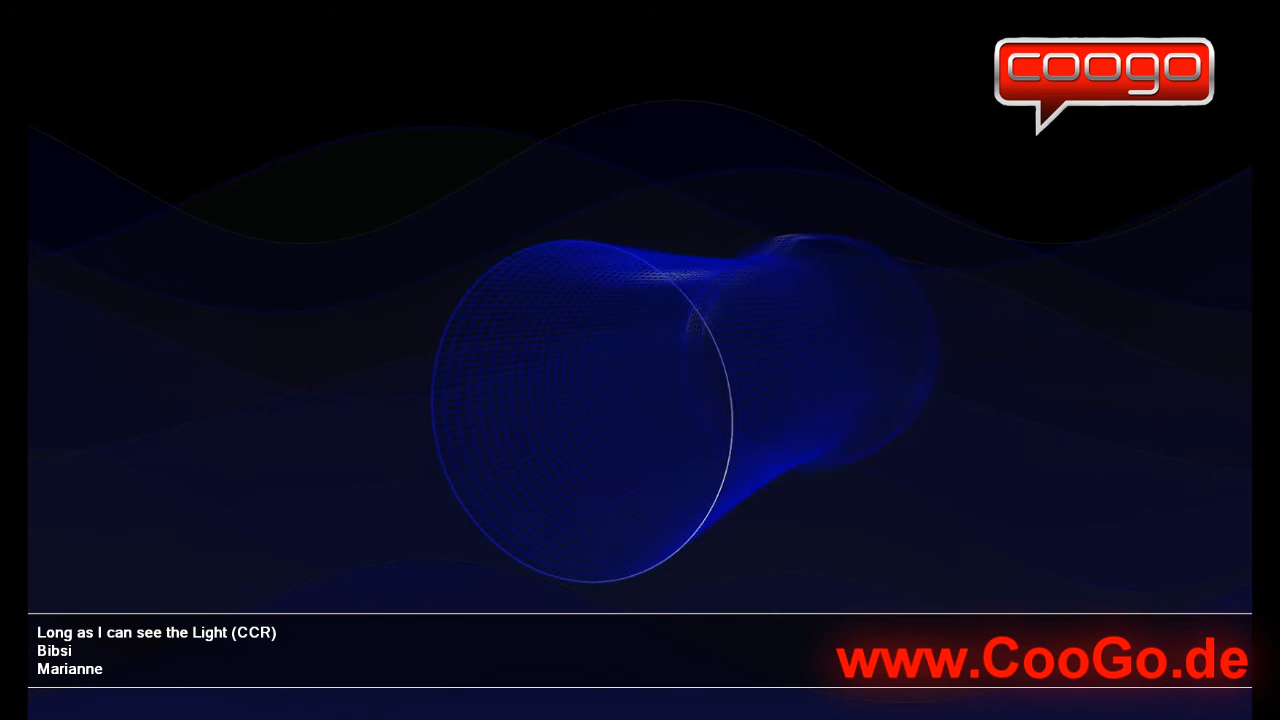 coogo
Long as I can see the Light (CCR)
Bibsi
Marianne
www.CooGo.de